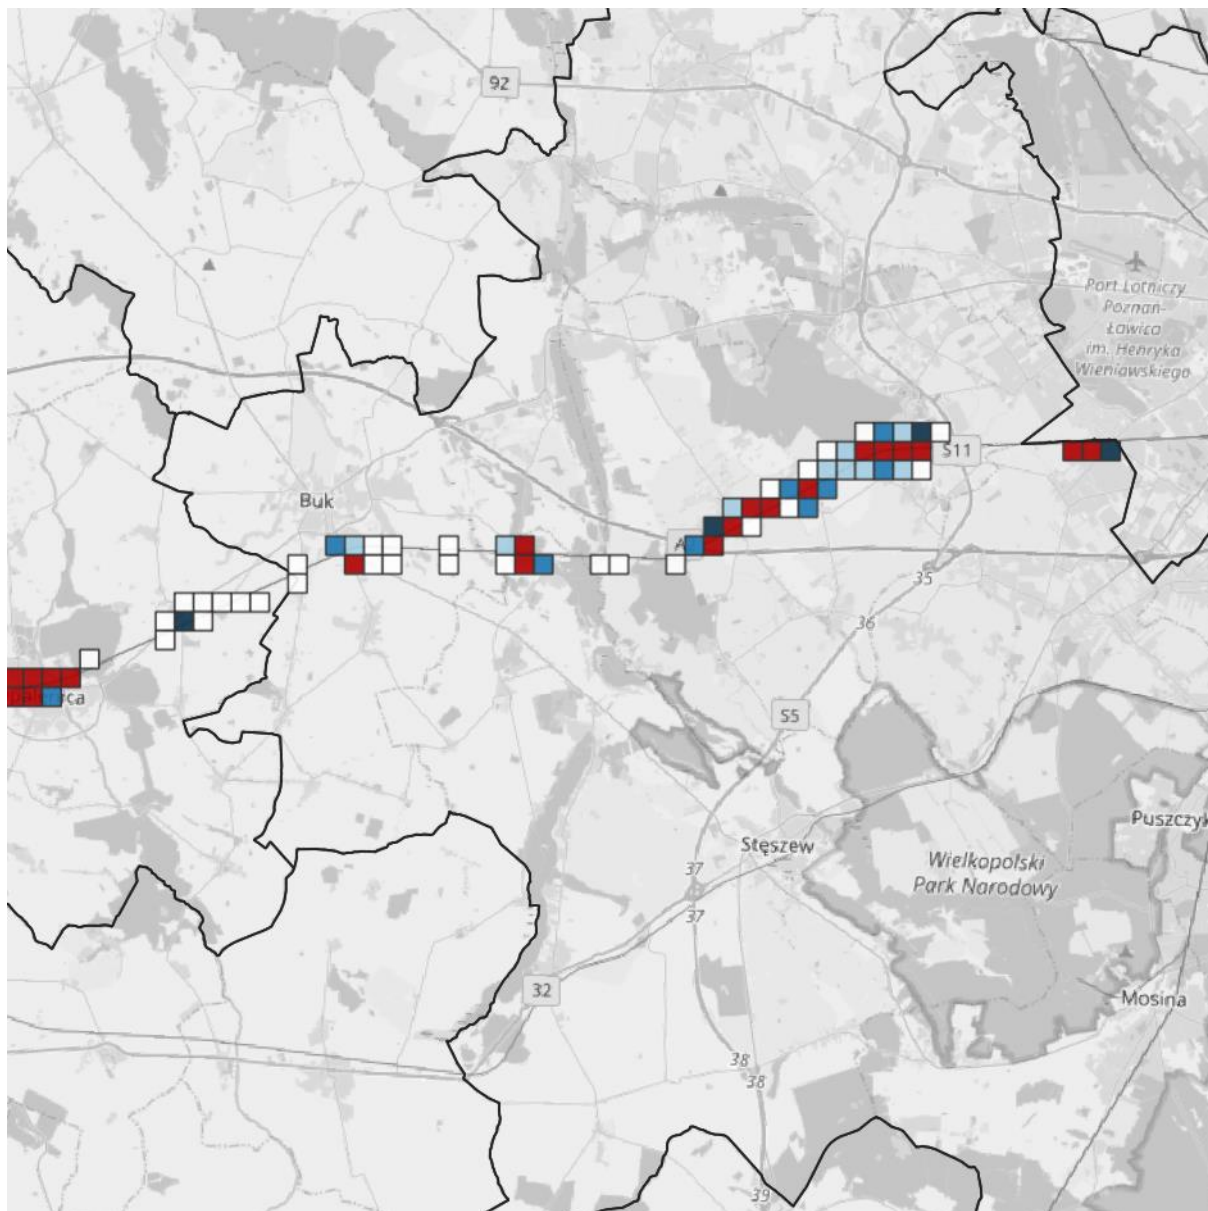 92
Port Lotniczy
Poznań-
Ławica
im. Henryka
Wieniawskiego
S11
Buk
A
35
36
S5
Stęszew
Puszczyk
37
Wielkopolski
Park Narodowy
37
32
Mosina
38
38
39